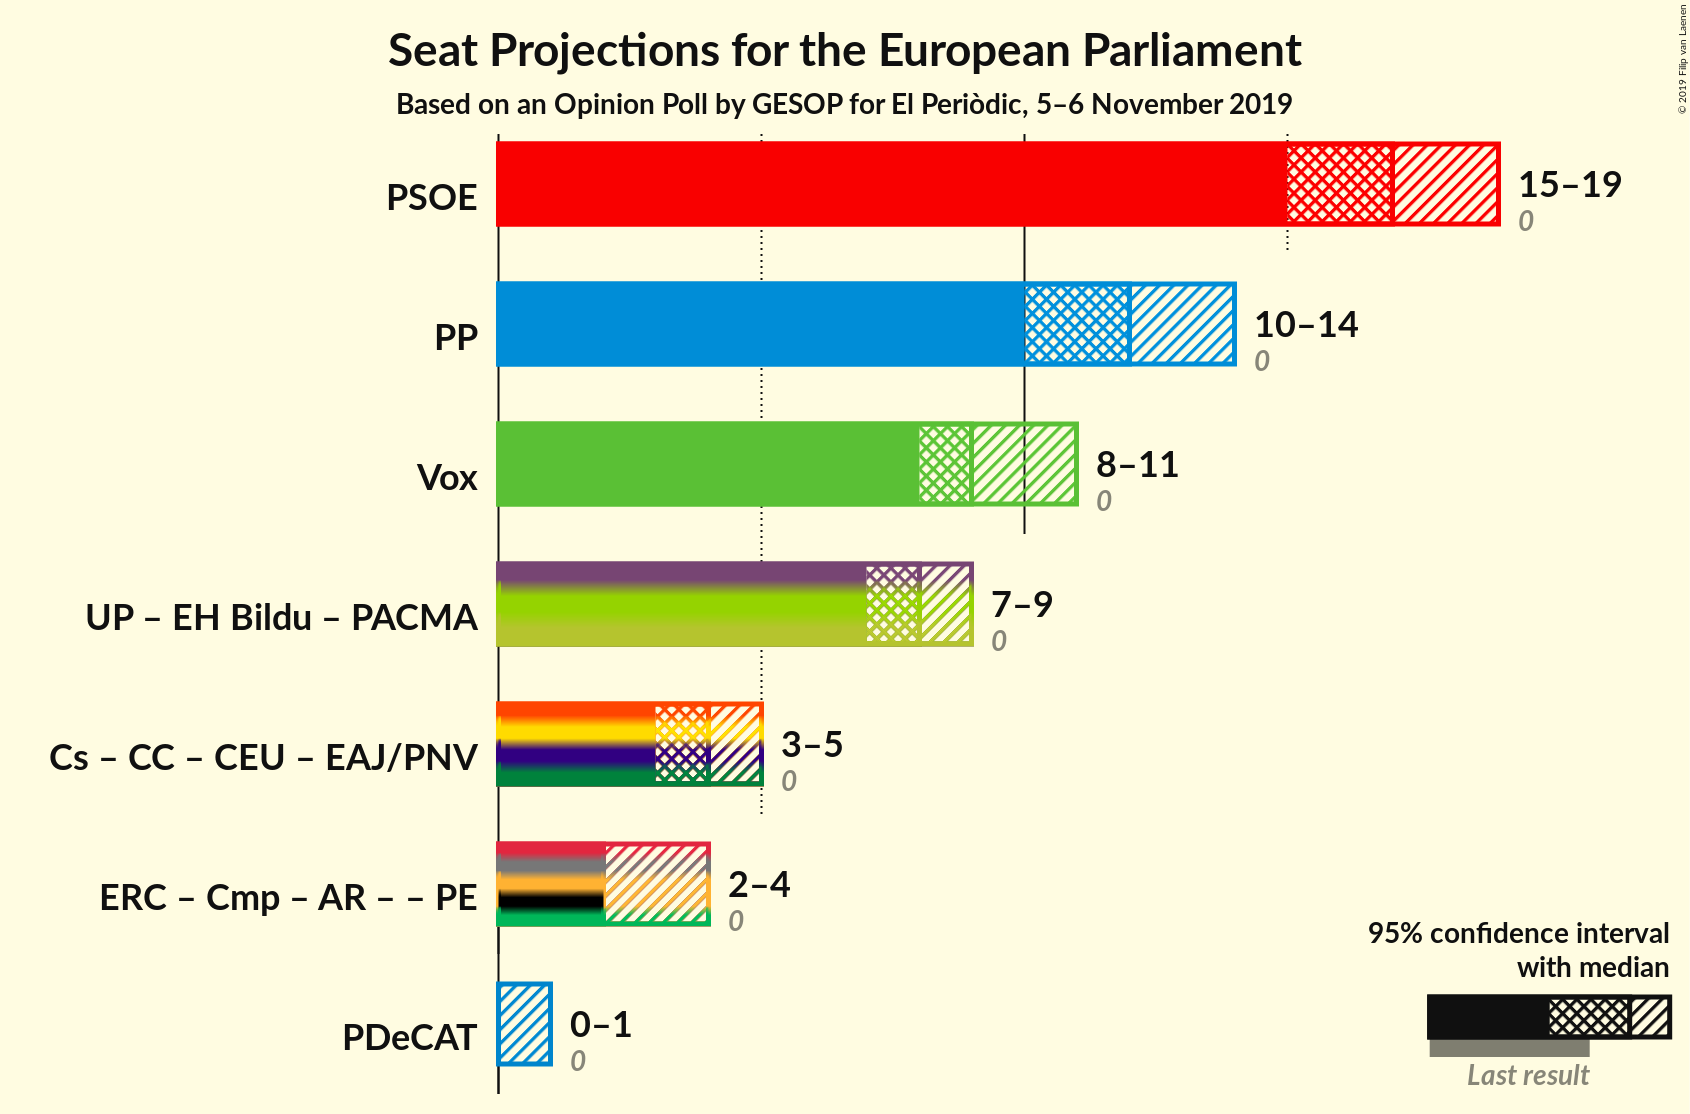 Seat Projections for the European Parliament
Based on an Opinion Poll by GESOP for El Periòdic, 5–6 November 2019
© 2019 Filip van Laenen
PSOE
15–19
0
PP
10–14
0
Vox
8–11
0
UP – EH Bildu – PACMA
7–9
0
Cs – CC – CEU – EAJ/PNV
3–5
0
ERC – Cmp – AR – – PE
2–4
0
PDeCAT
0–1
0
95% confidence interval
with median
Last result